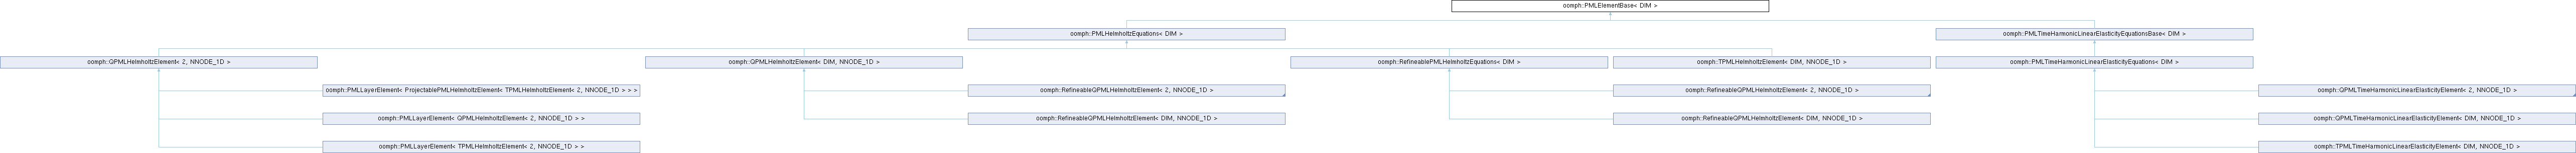 oomph::PMLElementBase< DIM >
oomph::PMLHelmholtzEquations< DIM >
oomph::PMLTimeHarmonicLinearElasticityEquationsBase< DIM >
oomph::QPMLHelmholtzElement< 2, NNODE_1D >
oomph::QPMLHelmholtzElement< DIM, NNODE_1D >
oomph::RefineablePMLHelmholtzEquations< DIM >
oomph::TPMLHelmholtzElement< DIM, NNODE_1D >
oomph::PMLTimeHarmonicLinearElasticityEquations< DIM >
oomph::PMLLayerElement< ProjectablePMLHelmholtzElement< TPMLHelmholtzElement< 2, NNODE_1D > > >
oomph::RefineableQPMLHelmholtzElement< 2, NNODE_1D >
oomph::RefineableQPMLHelmholtzElement< 2, NNODE_1D >
oomph::QPMLTimeHarmonicLinearElasticityElement< 2, NNODE_1D >
oomph::PMLLayerElement< QPMLHelmholtzElement< 2, NNODE_1D > >
oomph::RefineableQPMLHelmholtzElement< DIM, NNODE_1D >
oomph::RefineableQPMLHelmholtzElement< DIM, NNODE_1D >
oomph::QPMLTimeHarmonicLinearElasticityElement< DIM, NNODE_1D >
oomph::PMLLayerElement< TPMLHelmholtzElement< 2, NNODE_1D > >
oomph::TPMLTimeHarmonicLinearElasticityElement< DIM, NNODE_1D >